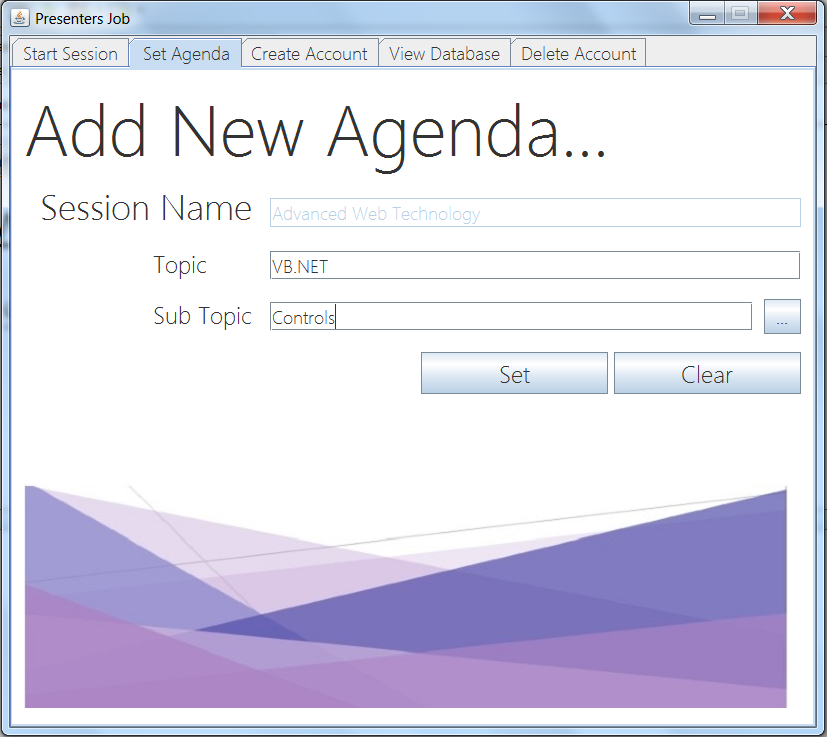 Presenters Job
Start Session Set Agenda Create Account View Database Delete Account
Add New Agenda...
Session Name Advanced Web Technology
Topic VB.NET
Sub Topic Controls ...
Set Clear